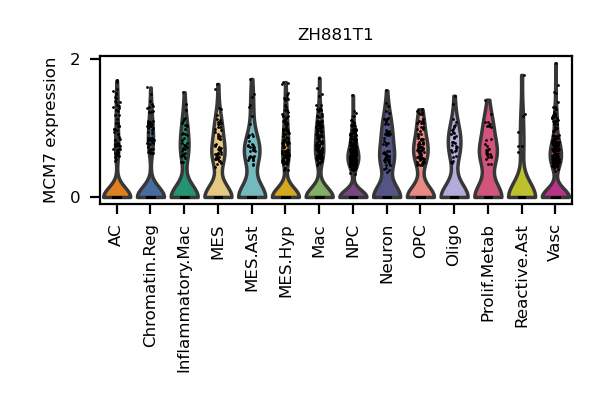 ZH881T1
MCM7 expression
2
0
AC
Chromatin.Reg
Inflammatory.Mac
MES
MES.Ast
MES.Hyp
Mac
NPC
Neuron
OPC
Oligo
Prolif.Metab
Reactive.Ast
Vasc